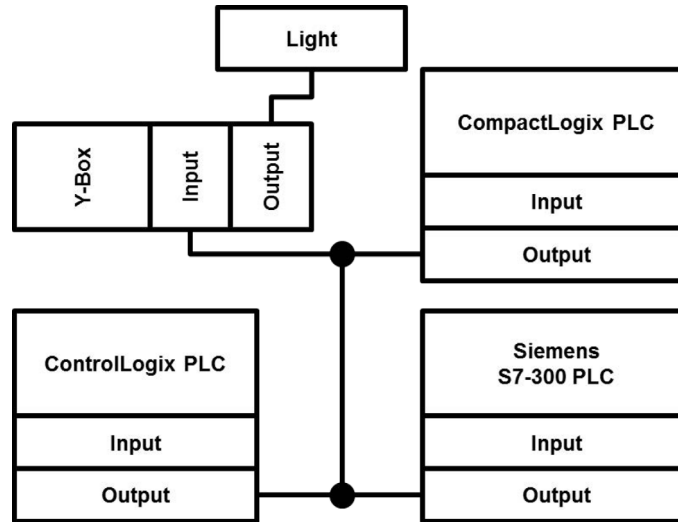 Light
CompactLogix PLC
Input
Output
Y-Box
Input
Output
ControlLogix PLC
Input
Output
Siemens
S7-300 PLC
Input
Output